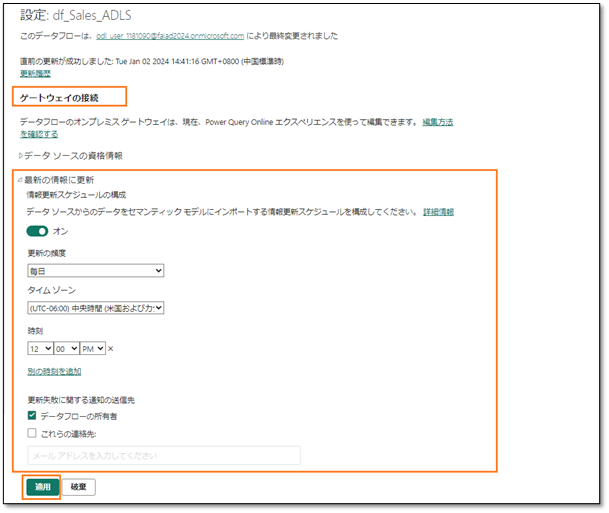 設定: df_Sales_ADLS
このデータフローは、odl_user_1181090@faiad2024.onmicrosoft.com により最終変更されました
直前の更新が成功しました: Tue Jan 02 2024 14:41:16 GMT+0800 (中国標準時)
更新履歴
ゲートウェイの接続
データフローのオンプレミス ゲートウェイは、現在、Power Query Online エクスペリエンスを使って編集できます。 編集方法
を確認する
データ ソースの資格情報
最新の情報に更新
情報更新スケジュールの構成
データ ソースからのデータをセマンティック モデルにインポートする情報更新スケジュールを構成してください。 詳細情報
オン
更新の頻度
毎日
タイム ゾーン
(UTC-06:00) 中央時間 (米国およびカ
時刻
12 00 PM ×
別の時刻を追加
更新失敗に関する通知の送信先
データフローの所有者
これらの連絡先:
メール アドレスを入力してください
適用 破棄